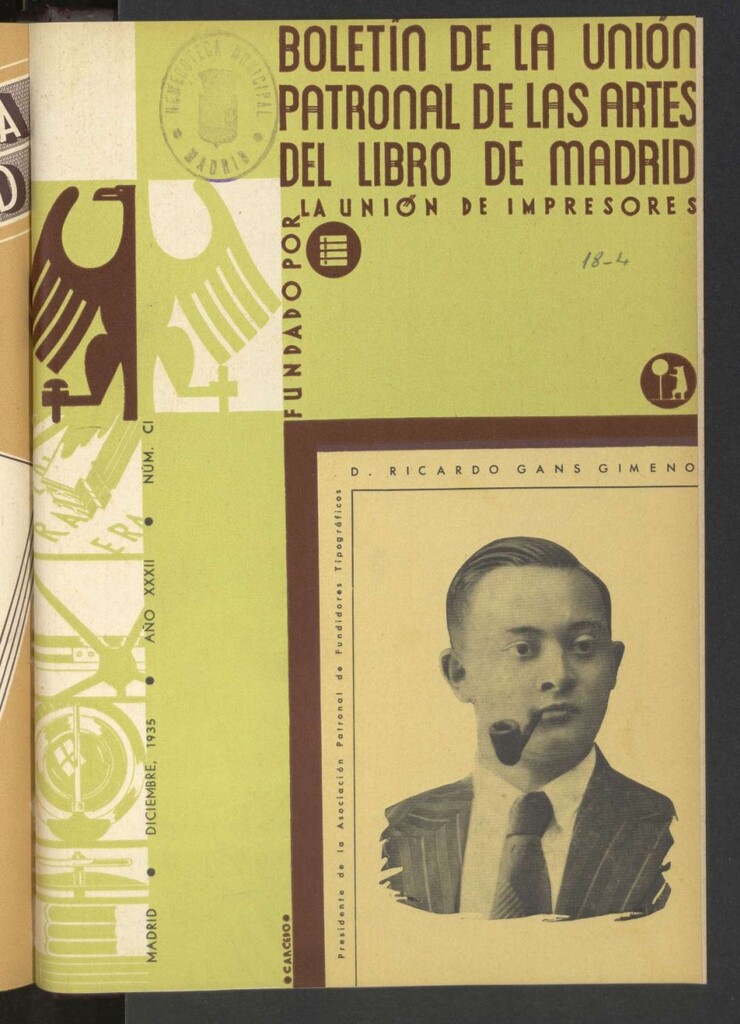 BOLETÍN DE LA UNIÓN
PATRONAL DE LAS ARTES
DEL LIBRO DE MADRID
FUNDADO POR LA UNIÓN DE IMPRESORES
HEMEROTECA MUNICIPAL
MADRID
18-4
D. RICARDO GANS GIMENO
Presidente de la Asociación Patronal de Fundidores Tipográficos
MADRID • DICIEMBRE, 1935 • AÑO XXXII • NÚM. CI
CARCEDO
A
D
ERA